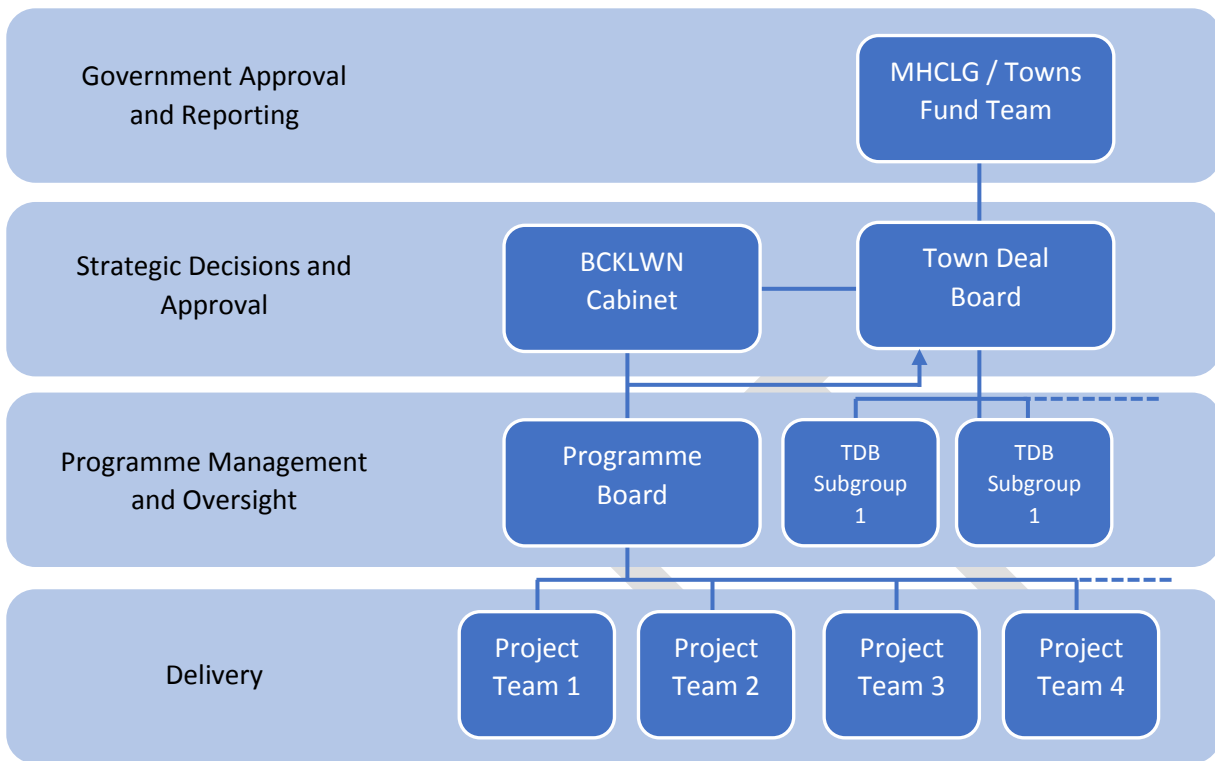 Government Approval
and Reporting
MHCLG / Towns
Fund Team
Strategic Decisions and
Approval
BCKLWN
Cabinet
Town Deal
Board
Programme Management
and Oversight
Programme
Board
TDB
Subgroup
1
TDB
Subgroup
1
Delivery
Project
Team 1
Project
Team 2
Project
Team 3
Project
Team 4